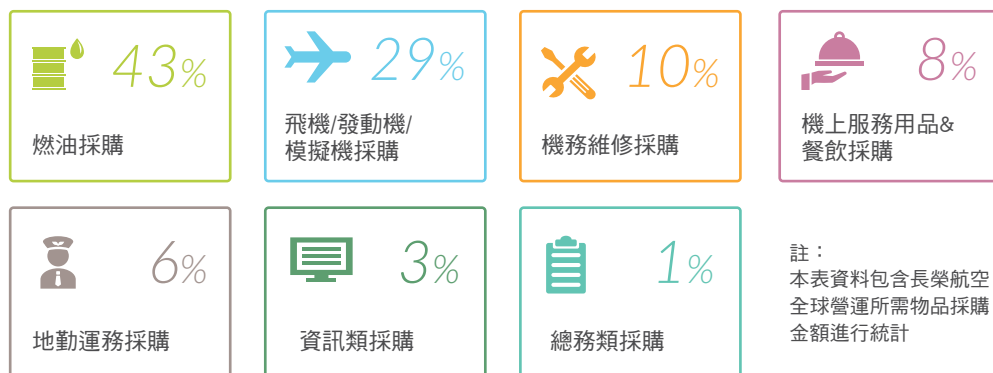 43%
燃油採購
29%
飛機/發動機/
模擬機採購
10%
機務維修採購
8%
機上服務用品&
餐飲採購
6%
地勤運務採購
3%
資訊類採購
1%
總務類採購
註：
本表資料包含長榮航空
全球營運所需物品採購
金額進行統計